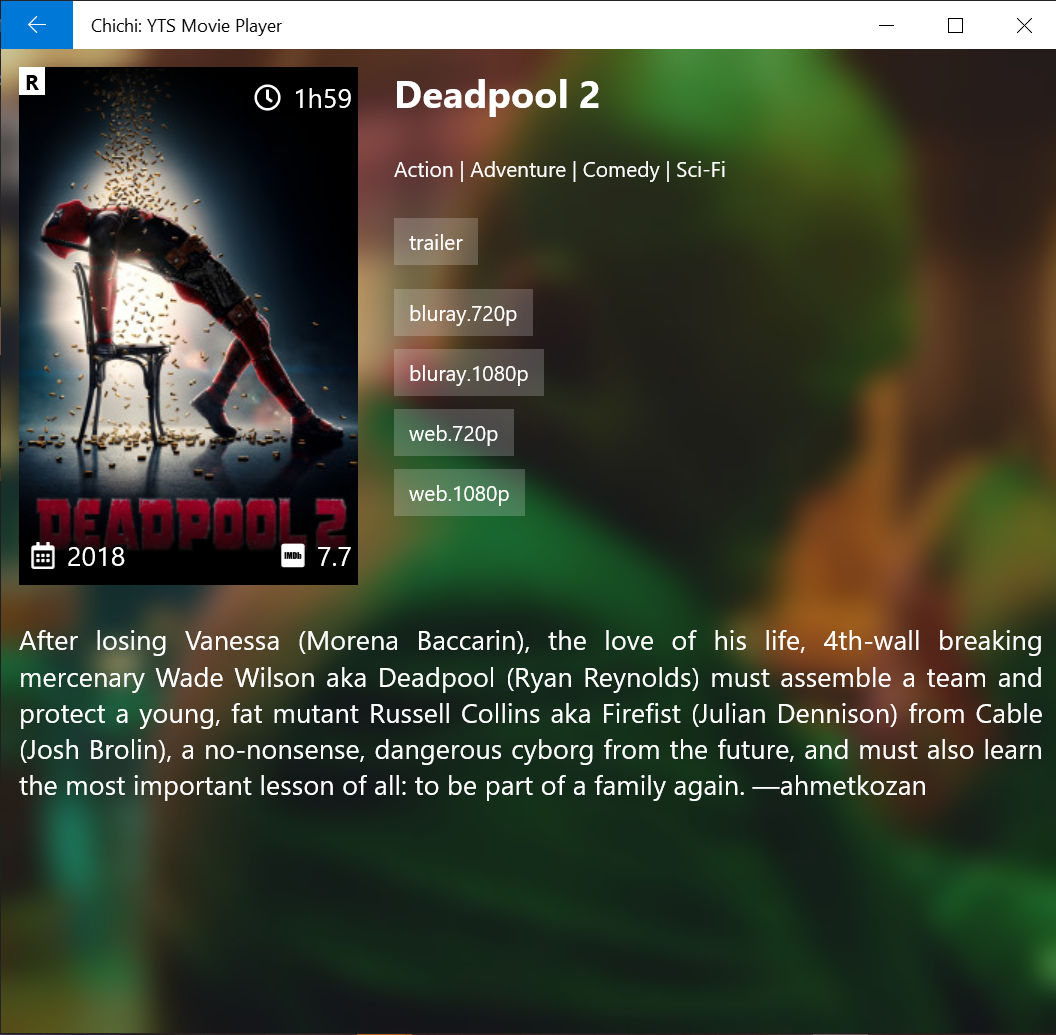 Chichi: YTS Movie Player
R
1h59
DEADPOOL 2
2018
IMDb
7.7
Deadpool 2
Action | Adventure | Comedy | Sci-Fi
trailer
bluray.720p
bluray.1080p
web.720p
web.1080p
After losing Vanessa (Morena Baccarin), the love of his life, 4th-wall breaking
mercenary Wade Wilson aka Deadpool (Ryan Reynolds) must assemble a team and
protect a young, fat mutant Russell Collins aka Firefist (Julian Dennison) from Cable
(Josh Brolin), a no-nonsense, dangerous cyborg from the future, and must also learn
the most important lesson of all: to be part of a family again. —ahmetkozan